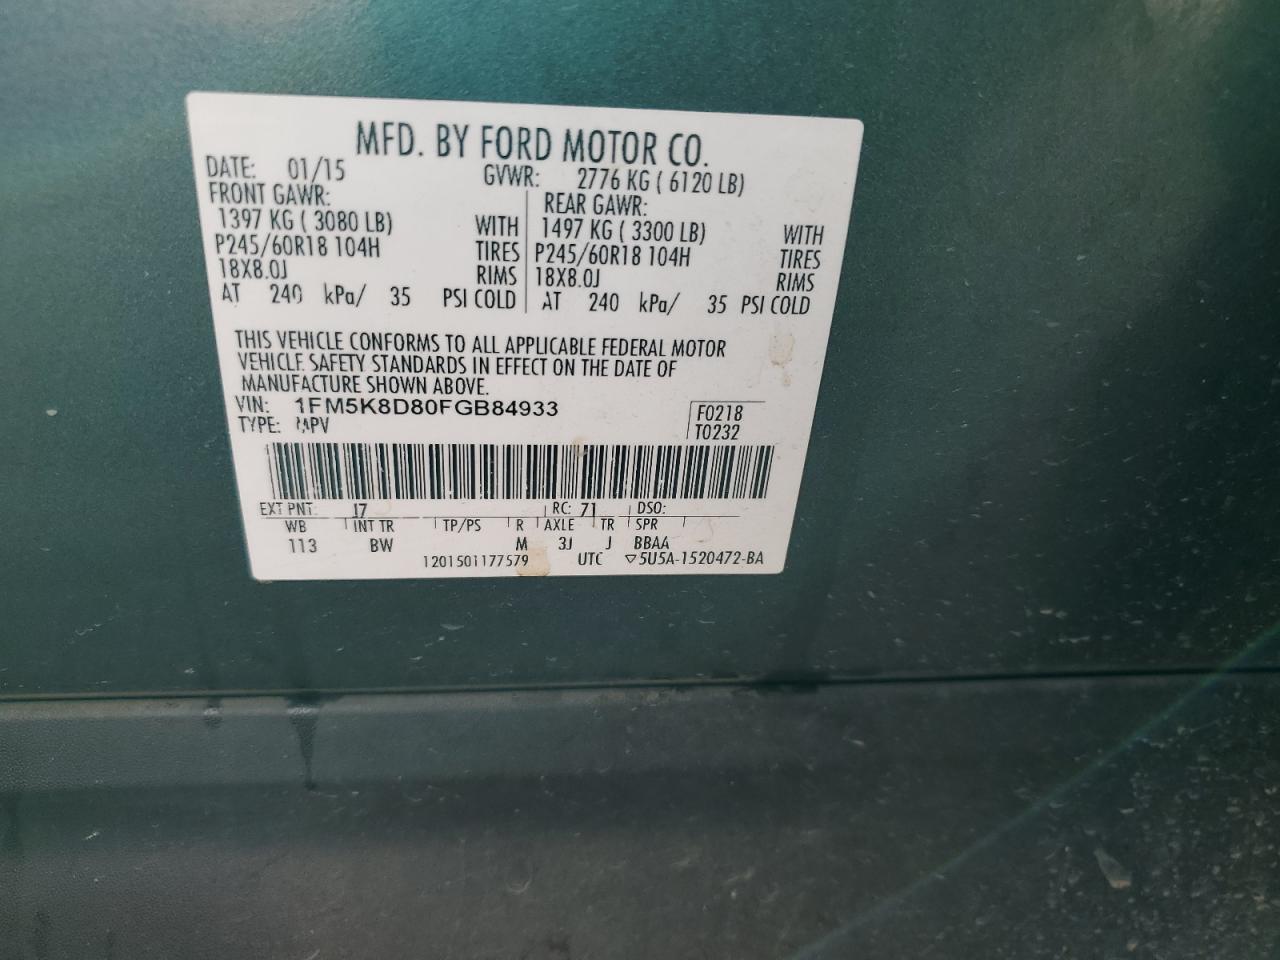 MFD. BY FORD MOTOR CO.
DATE: 01/15 GVWR: 2776 KG ( 6120 LB)
FRONT GAWR: REAR GAWR:
1397 KG ( 3080 LB) WITH 1497 KG ( 3300 LB) WITH
P245/60R18 104H TIRES P245/60R18 104H TIRES
18X8.0J RIMS 18X8.0J RIMS
AT 240 kPa/ 35 PSI COLD AT 240 kPa/ 35 PSI COLD
THIS VEHICLE CONFORMS TO ALL APPLICABLE FEDERAL MOTOR
VEHICLE SAFETY STANDARDS IN EFFECT ON THE DATE OF
MANUFACTURE SHOWN ABOVE.
VIN: 1FM5K8D80FGB84933 F0218
TYPE: MPV T0232
EXT PNT: J7 RC: 71 DSO:
WB INT TR TP/PS R AXLE TR SPR
113 BW M 3J J BBAA
1201501177579 UTC ▽5U5A-1520472-BA